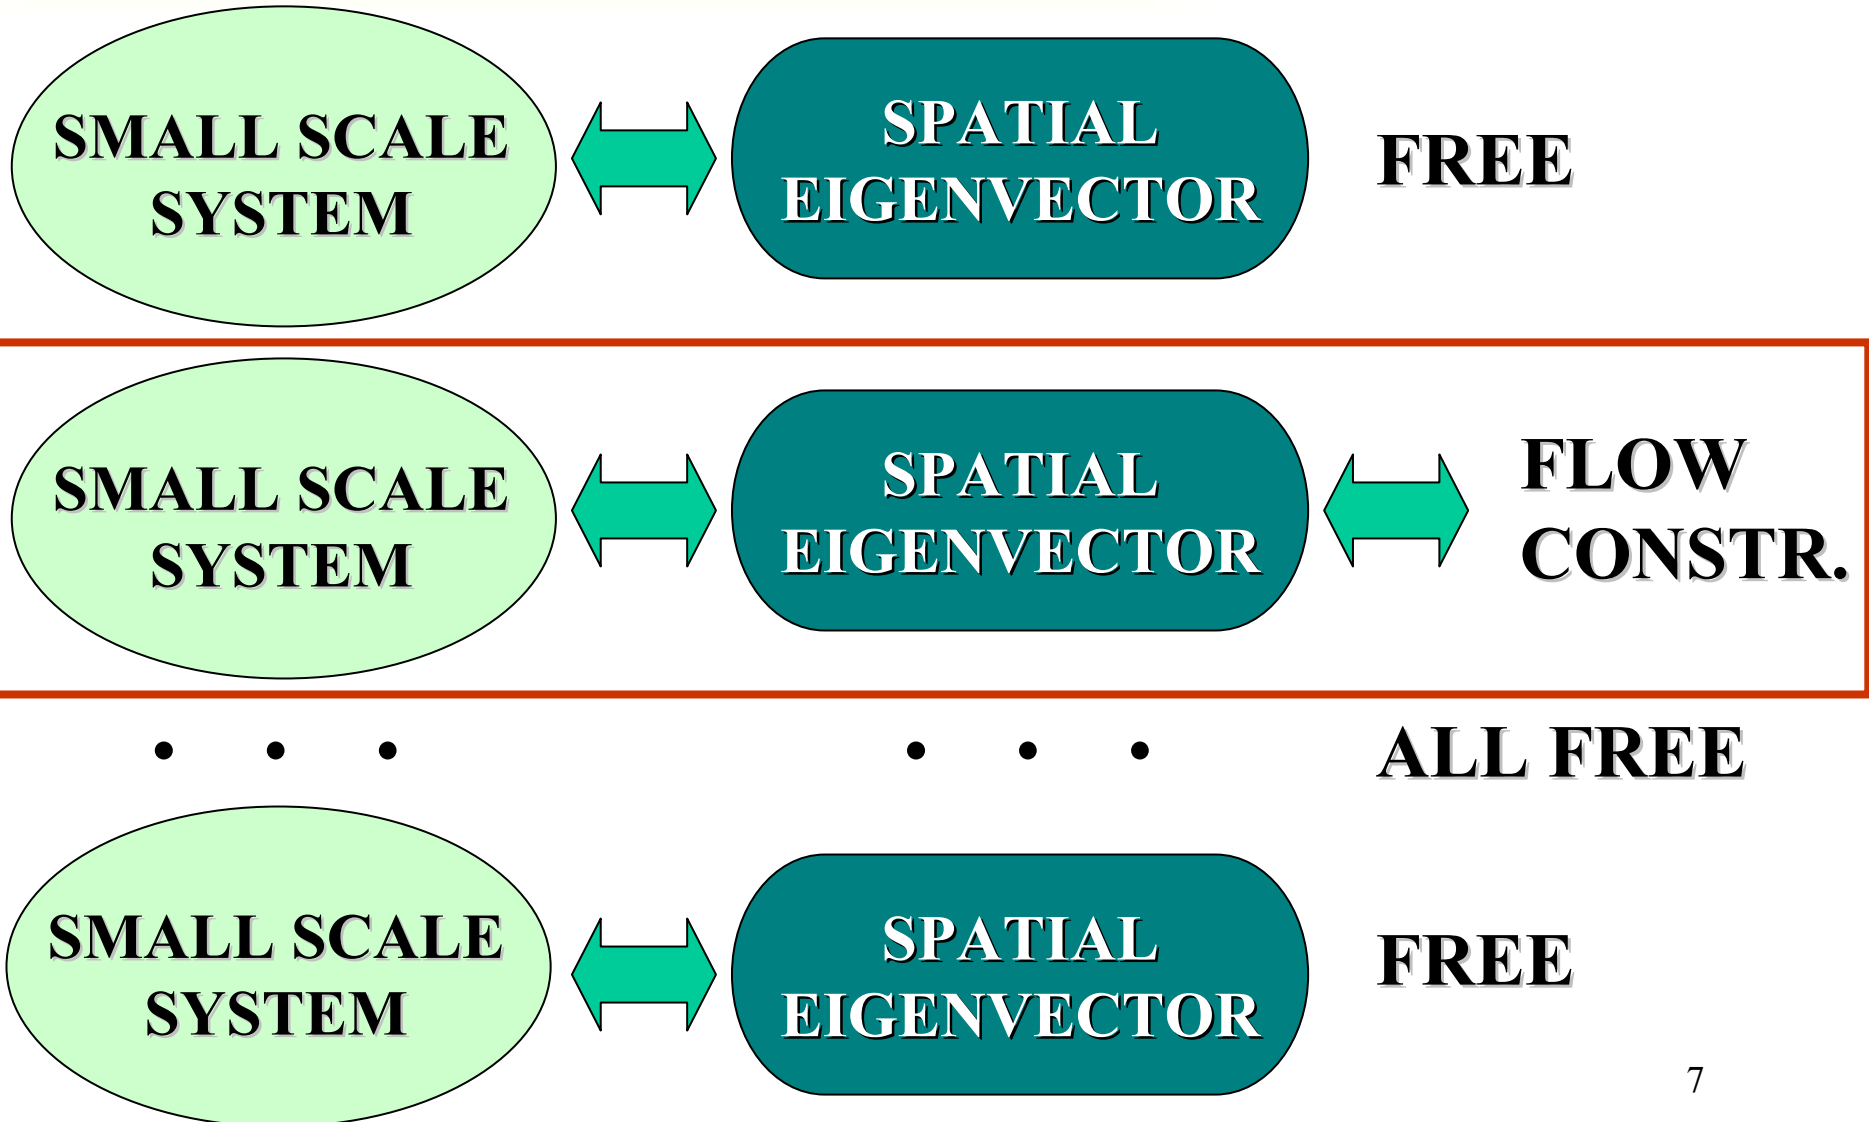 SMALL SCALE
SYSTEM
SPATIAL
EIGENVECTOR
FREE
SMALL SCALE
SYSTEM
SPATIAL
EIGENVECTOR
FLOW
CONSTR.
. . .
. . .
ALL FREE
SMALL SCALE
SYSTEM
SPATIAL
EIGENVECTOR
FREE
7